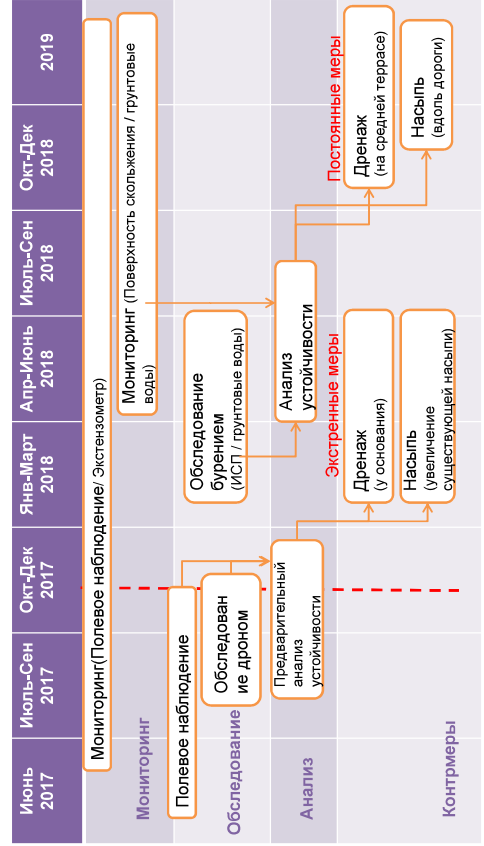 Июнь
2017
Июль-Сен
2017
Окт-Дек
2017
Янв-Март
2018
Апр-Июнь
2018
Июль-Сен
2018
Окт-Дек
2018
2019
Мониторинг(Полевое наблюдение/ Экстензометр)
Мониторинг (Поверхность скольжения / грунтовые
воды)
Мониторинг
Полевое наблюдение
Обследован
ие дроном
Обследование
бурением
(ИСП / грунтовые воды)
Обследование
Предварительный
анализ
устойчивости
Анализ
устойчивости
Анализ
Экстренные меры
Постоянные меры
Дренаж
(у основания)
Дренаж
(на средней террасе)
Насыпь
(увеличение
существующей насыпи)
Насыпь
(вдоль дороги)
Контрмеры